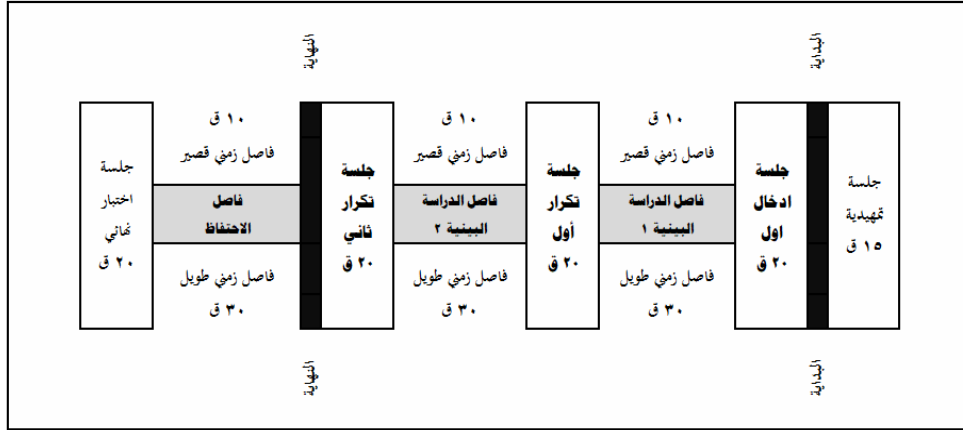 البداية
جلسة
تمهيدية
١٥ ق
البداية
جلسة
ادخال
اول
٢٠ ق
١٠ ق
فاصل زمني قصير
فاصل الدراسة
البينية ١
فاصل زمني طويل
٣٠ ق
جلسة
تكرار
أول
٢٠ ق
١٠ ق
فاصل زمني قصير
فاصل الدراسة
البينية ٢
فاصل زمني طويل
٣٠ ق
النهاية
جلسة
تكرار
ثاني
٢٠ ق
النهاية
١٠ ق
فاصل زمني قصير
فاصل
الاحتفاظ
فاصل زمني طويل
٣٠ ق
جلسة
اختبار
نهائي
٢٠ ق